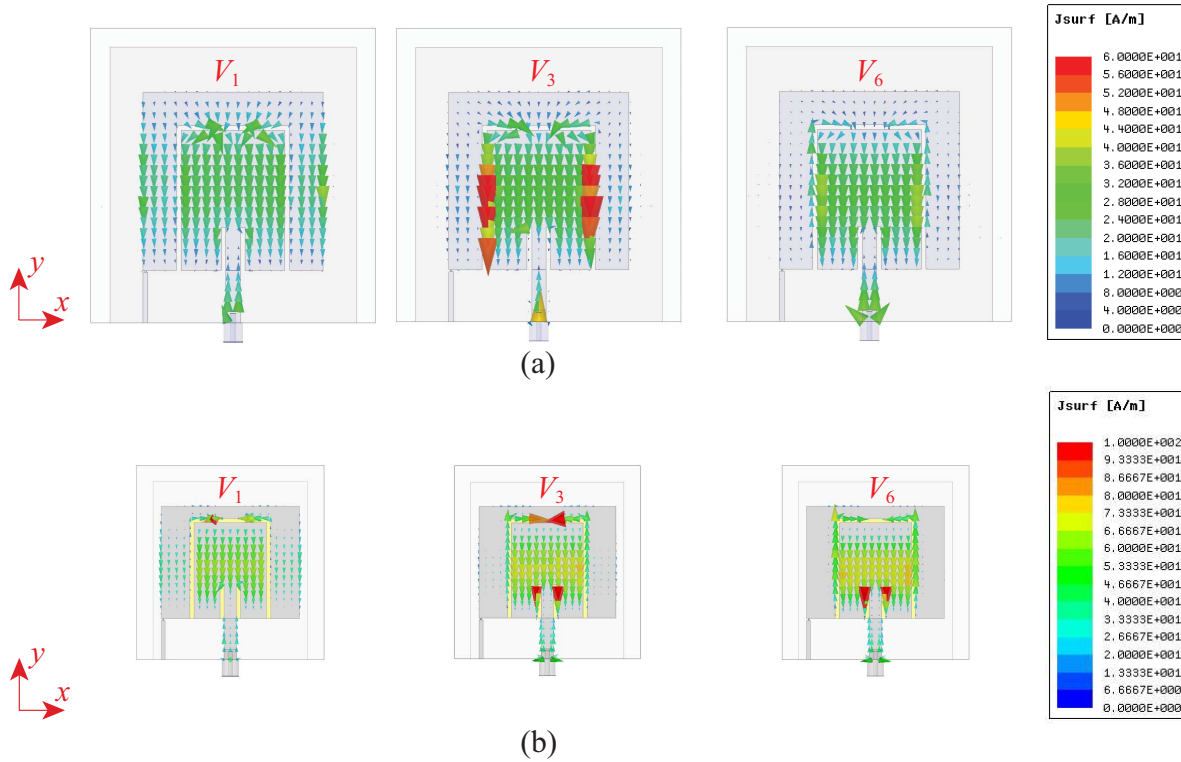 V1 V3 V6
Jsurf [A/m]
6.0000E+001
5.6000E+001
5.2000E+001
4.8000E+001
4.4000E+001
4.0000E+001
3.6000E+001
3.2000E+001
2.8000E+001
2.4000E+001
2.0000E+001
1.6000E+001
1.2000E+001
8.0000E+000
4.0000E+000
0.0000E+000
y
x
(a)
V1 V3 V6
Jsurf [A/m]
1.0000E+002
9.3333E+001
8.6667E+001
8.0000E+001
7.3333E+001
6.6667E+001
6.0000E+001
5.3333E+001
4.6667E+001
4.0000E+001
3.3333E+001
2.6667E+001
2.0000E+001
1.3333E+001
6.6667E+000
0.0000E+000
y
x
(b)